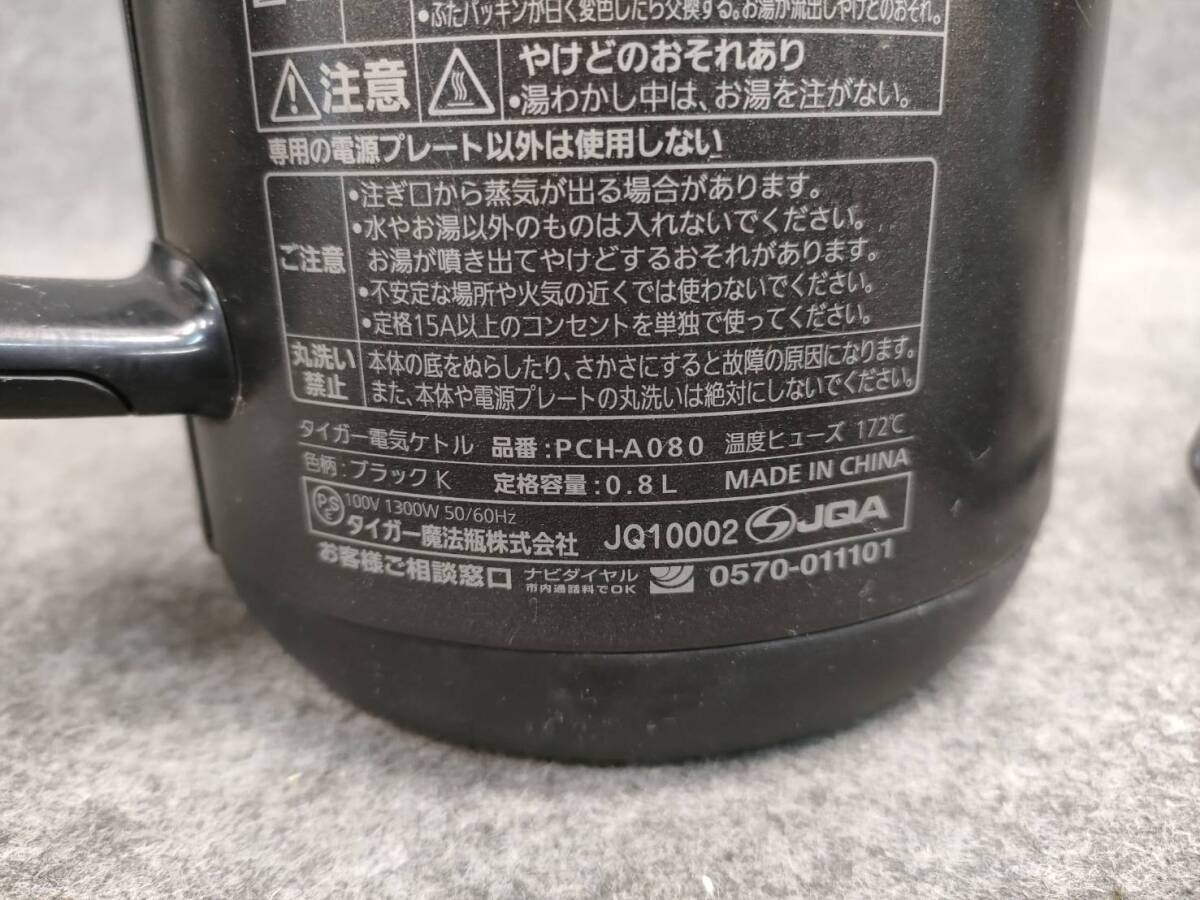 •ふたパッキンが白く変色したら交換する。お湯が流出しやけどのおそれ。
注意
やけどのおそれあり
•湯わかし中は、お湯を注がない。
専用の電源プレート以外は使用しない
ご注意
•注ぎ口から蒸気が出る場合があります。
•水やお湯以外のものは入れないでください。
お湯が噴き出てやけどするおそれがあります。
•不安定な場所や火気の近くでは使わないでください。
•定格15A以上のコンセントを単独で使ってください。
丸洗い
禁止
本体の底をぬらしたり、さかさにすると故障の原因になります。
また、本体や電源プレートの丸洗いは絶対にしないでください。
タイガー電気ケトル 品番:PCH-A080 温度ヒューズ 172℃
色柄:ブラック K 定格容量:0.8L MADE IN CHINA
PSE 100V 1300W 50/60Hz
タイガー魔法瓶株式会社 JQ10002 JQA
お客様ご相談窓口 ナビダイヤル 0570-011101
市内通話料でOK